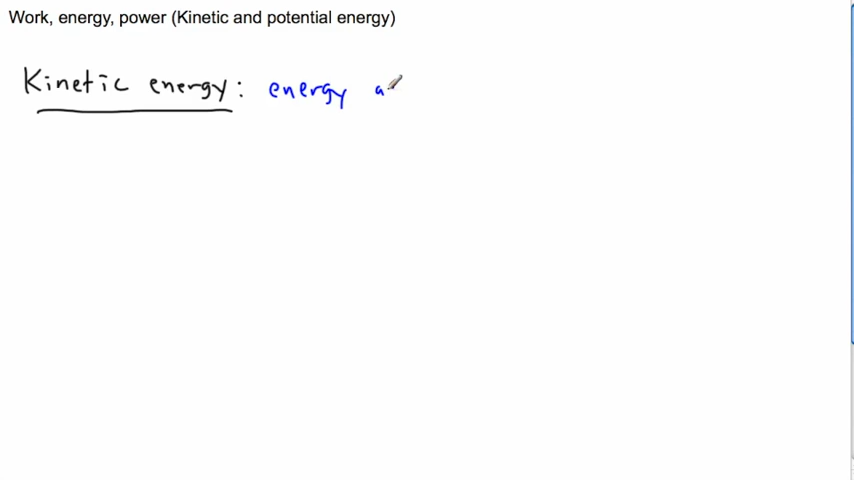 Work, energy, power (Kinetic and potential energy)
Kinetic energy: energy a